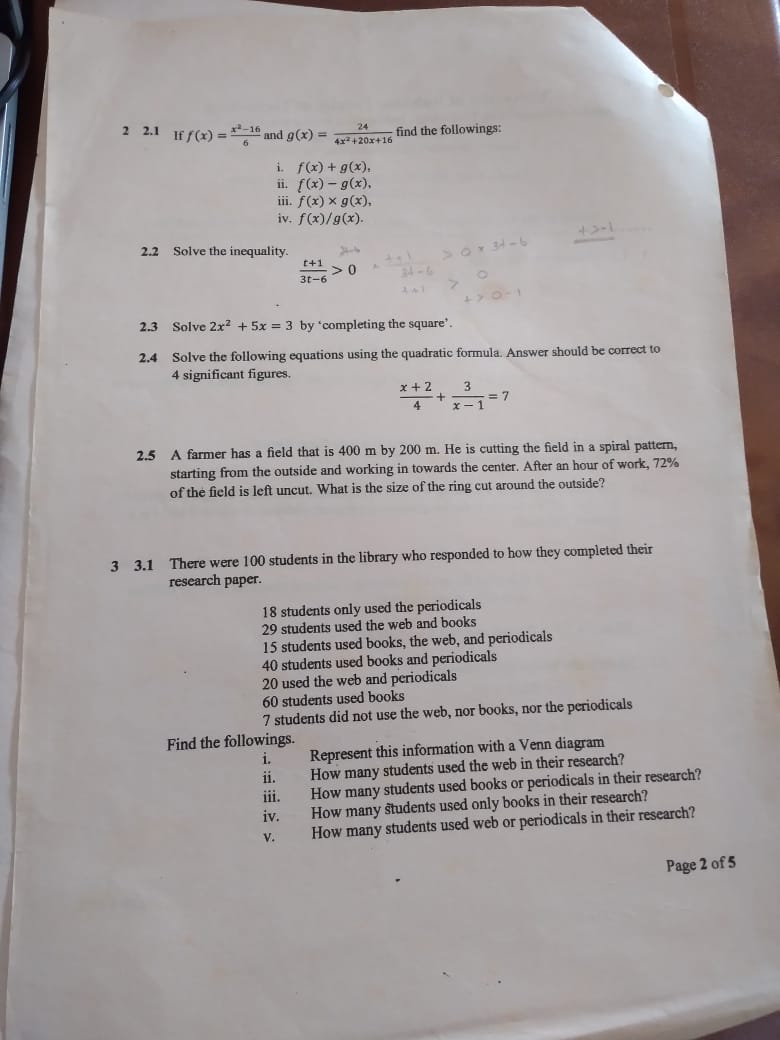 2 2.1 If f(x) = x²−16/6 and g(x) = 24/4x²+20x+16 find the followings:
i. f(x) + g(x),
ii. f(x) − g(x),
iii. f(x) × g(x),
iv. f(x)/g(x).
2.2 Solve the inequality.
t+1/3t−6 > 0
t+1/3t-6 > 0 × 3t-6
t+1 > 0
t > 0-1
t>-1
2.3 Solve 2x² + 5x = 3 by ‘completing the square’.
2.4 Solve the following equations using the quadratic formula. Answer should be correct to
4 significant figures.
x + 2/4 + 3/x − 1 = 7
2.5 A farmer has a field that is 400 m by 200 m. He is cutting the field in a spiral pattern,
starting from the outside and working in towards the center. After an hour of work, 72%
of the field is left uncut. What is the size of the ring cut around the outside?
3 3.1 There were 100 students in the library who responded to how they completed their
research paper.
18 students only used the periodicals
29 students used the web and books
15 students used books, the web, and periodicals
40 students used books and periodicals
20 used the web and periodicals
60 students used books
7 students did not use the web, nor books, nor the periodicals
Find the followings.
i. Represent this information with a Venn diagram
ii. How many students used the web in their research?
iii. How many students used books or periodicals in their research?
iv. How many students used only books in their research?
v. How many students used web or periodicals in their research?
Page 2 of 5